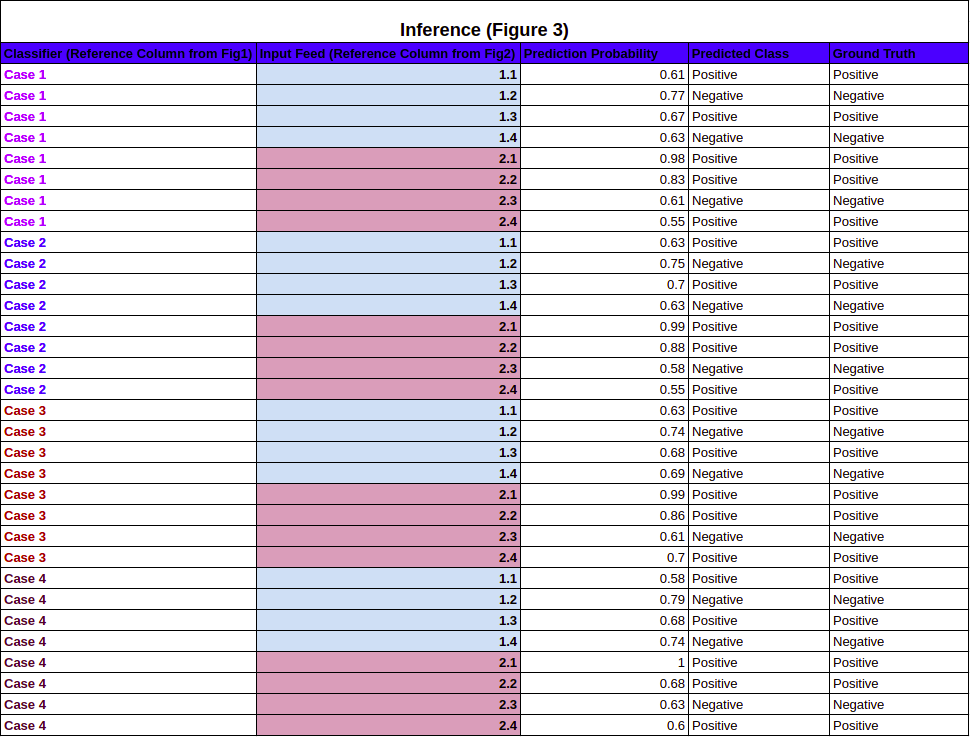 Inference (Figure 3)
Classifier (Reference Column from Fig1) Input Feed (Reference Column from Fig2) Prediction Probability Predicted Class Ground Truth
Case 1 1.1 0.61 Positive Positive
Case 1 1.2 0.77 Negative Negative
Case 1 1.3 0.67 Positive Positive
Case 1 1.4 0.63 Negative Negative
Case 1 2.1 0.98 Positive Positive
Case 1 2.2 0.83 Positive Positive
Case 1 2.3 0.61 Negative Negative
Case 1 2.4 0.55 Positive Positive
Case 2 1.1 0.63 Positive Positive
Case 2 1.2 0.75 Negative Negative
Case 2 1.3 0.7 Positive Positive
Case 2 1.4 0.63 Negative Negative
Case 2 2.1 0.99 Positive Positive
Case 2 2.2 0.88 Positive Positive
Case 2 2.3 0.58 Negative Negative
Case 2 2.4 0.55 Positive Positive
Case 3 1.1 0.63 Positive Positive
Case 3 1.2 0.74 Negative Negative
Case 3 1.3 0.68 Positive Positive
Case 3 1.4 0.69 Negative Negative
Case 3 2.1 0.99 Positive Positive
Case 3 2.2 0.86 Positive Positive
Case 3 2.3 0.61 Negative Negative
Case 3 2.4 0.7 Positive Positive
Case 4 1.1 0.58 Positive Positive
Case 4 1.2 0.79 Negative Negative
Case 4 1.3 0.68 Positive Positive
Case 4 1.4 0.74 Negative Negative
Case 4 2.1 1 Positive Positive
Case 4 2.2 0.68 Positive Positive
Case 4 2.3 0.63 Negative Negative
Case 4 2.4 0.6 Positive Positive